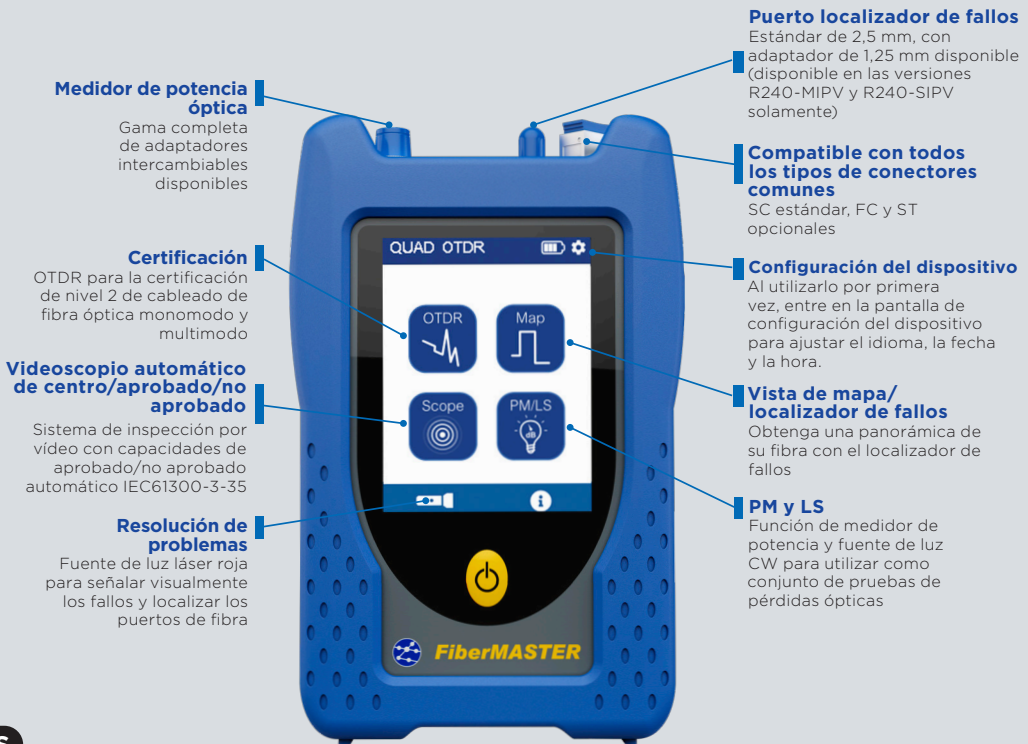 Medidor de potencia
óptica
Gama completa
de adaptadores
intercambiables
disponibles
Certificación
OTDR para la certificación
de nivel 2 de cableado de
fibra óptica monomodo y
multimodo
Videoscopio automático
de centro/aprobado/no
aprobado
Sistema de inspección por
vídeo con capacidades de
aprobado/no aprobado
automático IEC61300-3-35
Resolución de
problemas
Fuente de luz láser roja
para señalar visualmente
los fallos y localizar los
puertos de fibra
QUAD OTDR
OTDR
Map
Scope
PM/LS
dB
i
FiberMASTER
Puerto localizador de fallos
Estándar de 2,5 mm, con
adaptador de 1,25 mm disponible
(disponible en las versiones
R240-MIPV y R240-SIPV
solamente)
Compatible con todos
los tipos de conectores
comunes
SC estándar, FC y ST
opcionales
Configuración del dispositivo
Al utilizarlo por primera
vez, entre en la pantalla de
configuración del dispositivo
para ajustar el idioma, la fecha
y la hora.
Vista de mapa/
localizador de fallos
Obtenga una panorámica de
su fibra con el localizador de
fallos
PM y LS
Función de medidor de
potencia y fuente de luz
CW para utilizar como
conjunto de pruebas de
pérdidas ópticas